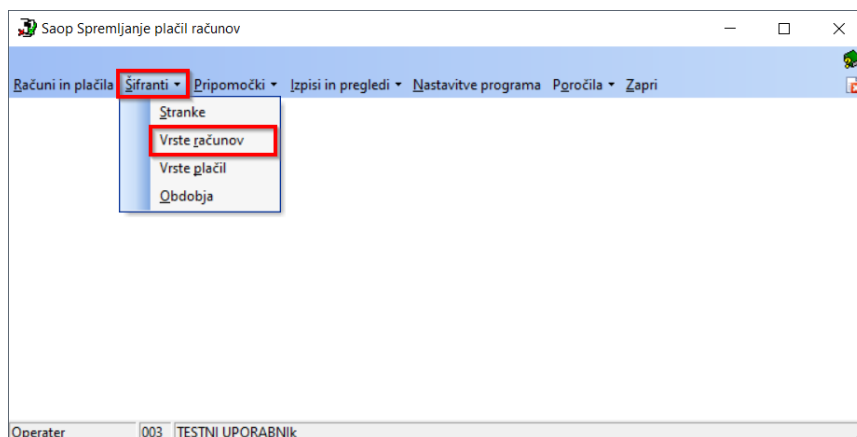 Saop Spremljanje plačil računov
Računi in plačila Šifranti Pripomočki Izpisi in pregledi Nastavitve programa Poročila Zapri
Stranke
Vrste računov
Vrste plačil
Obdobja
Operater 003 TESTNI UPORABNIk